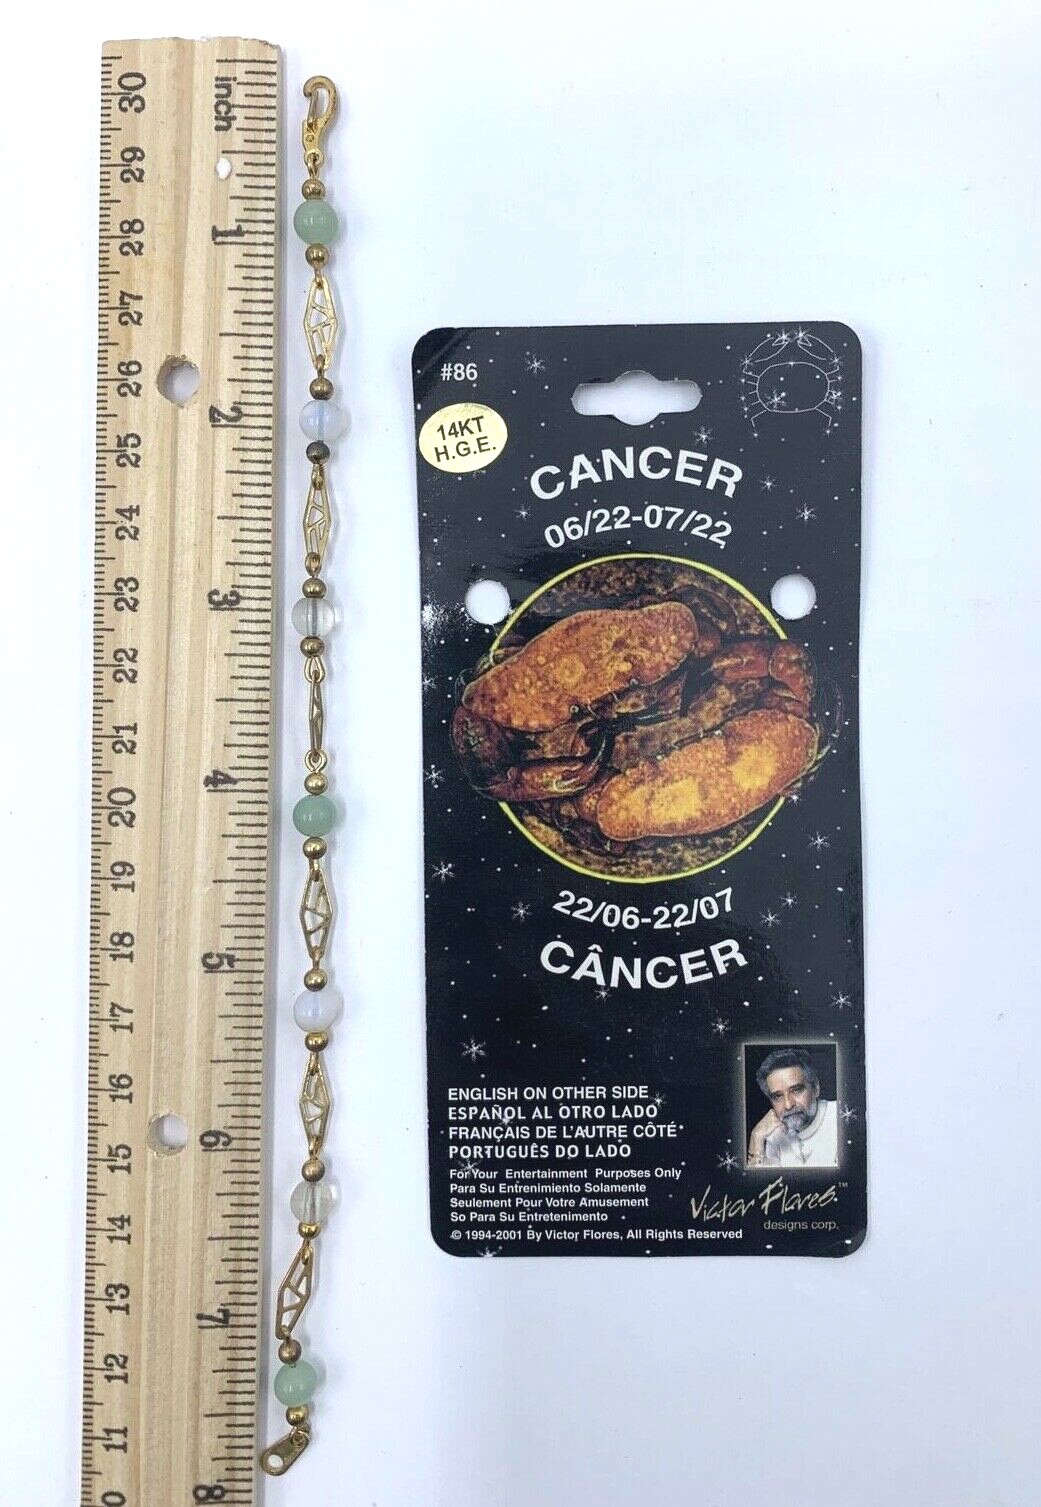 inch
1
2
3
4
5
6
7
8
30
29
28
27
26
25
24
23
22
21
20
19
18
17
16
15
14
13
12
11
#86
14KT
H.G.E.
CANCER
06/22-07/22
22/06-22/07
CÂNCER
ENGLISH ON OTHER SIDE
ESPAÑOL AL OTRO LADO
FRANÇAIS DE L'AUTRE CÔTÉ
PORTUGUÊS DO LADO
For Your Entertainment Purposes Only
Para Su Entrenimiento Solamente
Seulement Pour Votre Amusement
So Para Su Entretenimento
© 1994-2001 By Victor Flores, All Rights Reserved
Victor Flores™
designs corp.